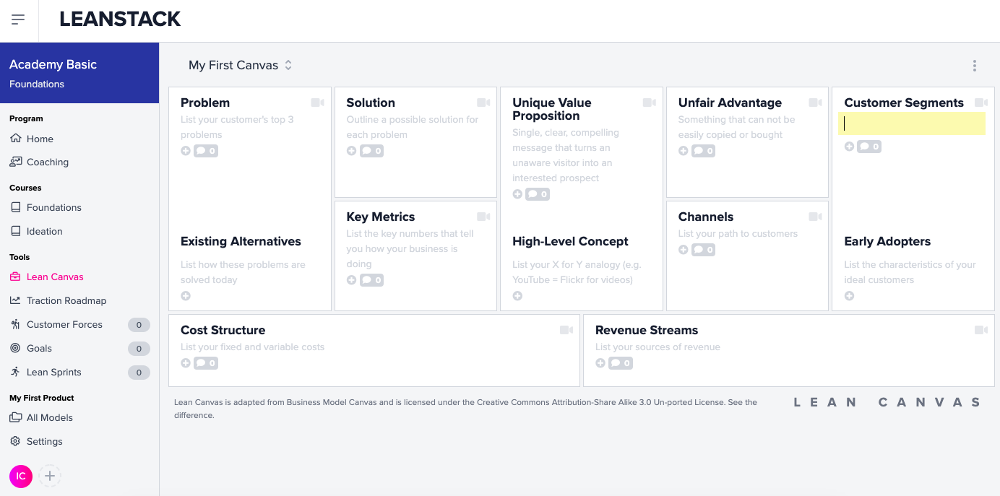 LEANSTACK
Academy Basic
Foundations
Program
Home
Coaching
Courses
Foundations
Ideation
Tools
Lean Canvas
Traction Roadmap
Customer Forces 0
Goals 0
Lean Sprints 0
My First Product
All Models
Settings
IC
My First Canvas
Problem
List your customer's top 3
problems
0
Existing Alternatives
List how these problems are
solved today
Solution
Outline a possible solution for
each problem
0
Key Metrics
List the key numbers that tell
you how your business is
doing
0
Unique Value
Proposition
Single, clear, compelling
message that turns an
unaware visitor into an
interested prospect
0
High-Level Concept
List your X for Y analogy (e.g.
YouTube = Flickr for videos)
Unfair Advantage
Something that can not be
easily copied or bought
0
Channels
List your path to customers
0
Customer Segments
0
Early Adopters
List the characteristics of your
ideal customers
Cost Structure
List your fixed and variable costs
0
Revenue Streams
List your sources of revenue
0
Lean Canvas is adapted from Business Model Canvas and is licensed under the Creative Commons Attribution-Share Alike 3.0 Un-ported License. See the
difference.
LEAN CANVAS